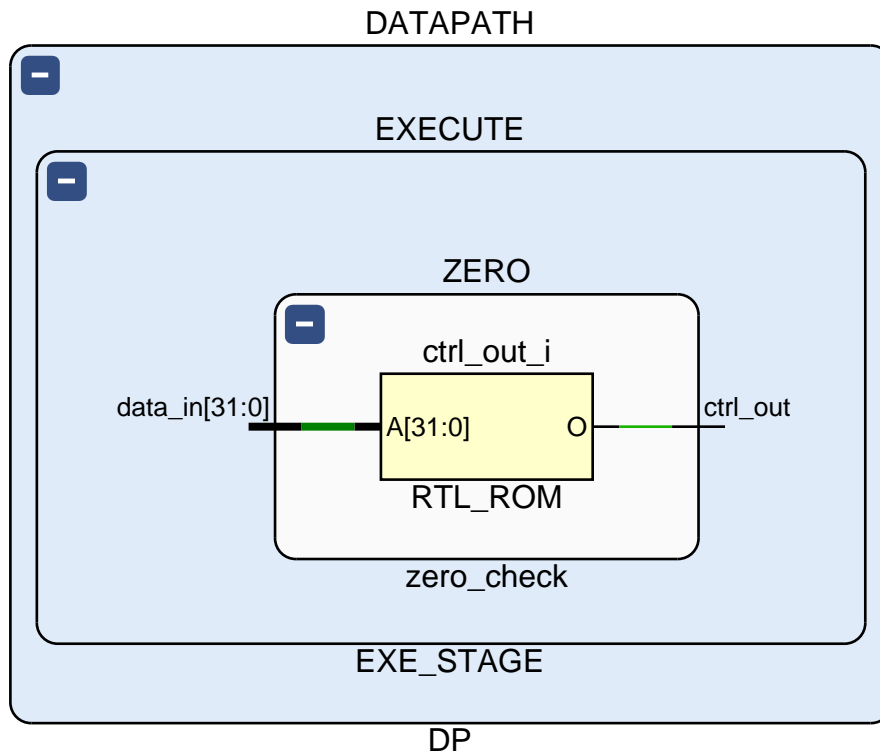 DATAPATH
EXECUTE
ZERO
ctrl_out_i
data_in[31:0]
A[31:0]
O
ctrl_out
RTL_ROM
zero_check
EXE_STAGE
DP